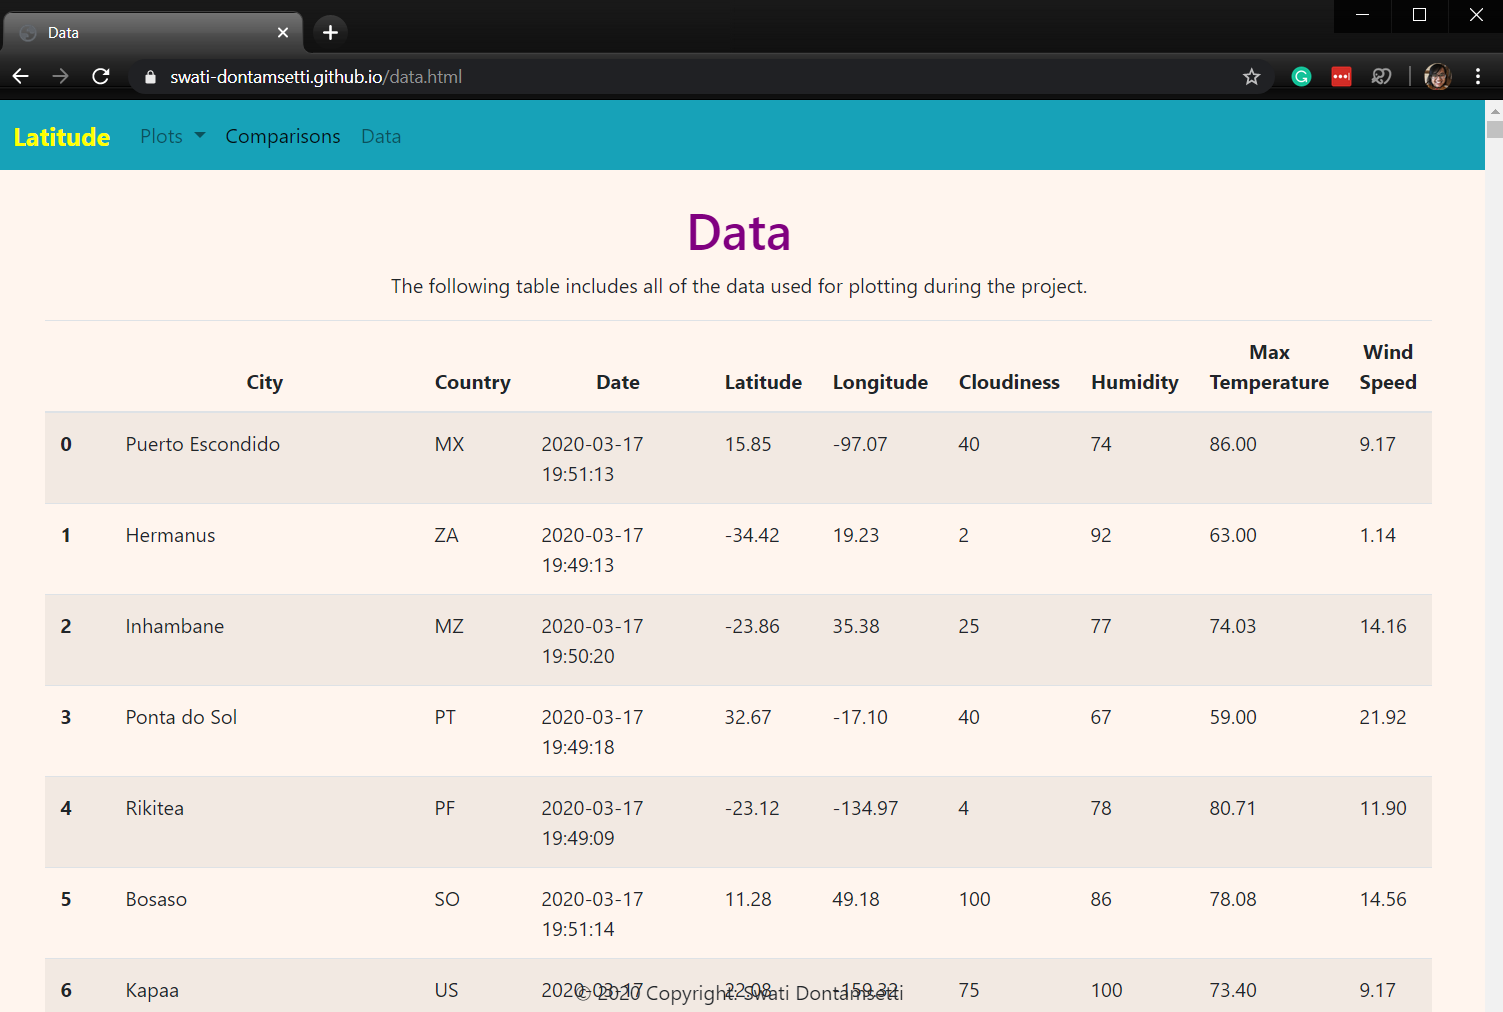 Data
swati-dontamsetti.github.io/data.html
Latitude Plots Comparisons Data
Data
The following table includes all of the data used for plotting during the project.
City Country Date Latitude Longitude Cloudiness Humidity Max Temperature Wind Speed
0 Puerto Escondido MX 2020-03-17 15.85 -97.07 40 74 86.00 9.17
19:51:13
1 Hermanus ZA 2020-03-17 -34.42 19.23 2 92 63.00 1.14
19:49:13
2 Inhambane MZ 2020-03-17 -23.86 35.38 25 77 74.03 14.16
19:50:20
3 Ponta do Sol PT 2020-03-17 32.67 -17.10 40 67 59.00 21.92
19:49:18
4 Rikitea PF 2020-03-17 -23.12 -134.97 4 78 80.71 11.90
19:49:09
5 Bosaso SO 2020-03-17 11.28 49.18 100 86 78.08 14.56
19:51:14
6 Kapaa US 2020-03-17 22.08 -159.32 75 100 73.40 9.17
© 2020 Copyright: Swati Dontamsetti